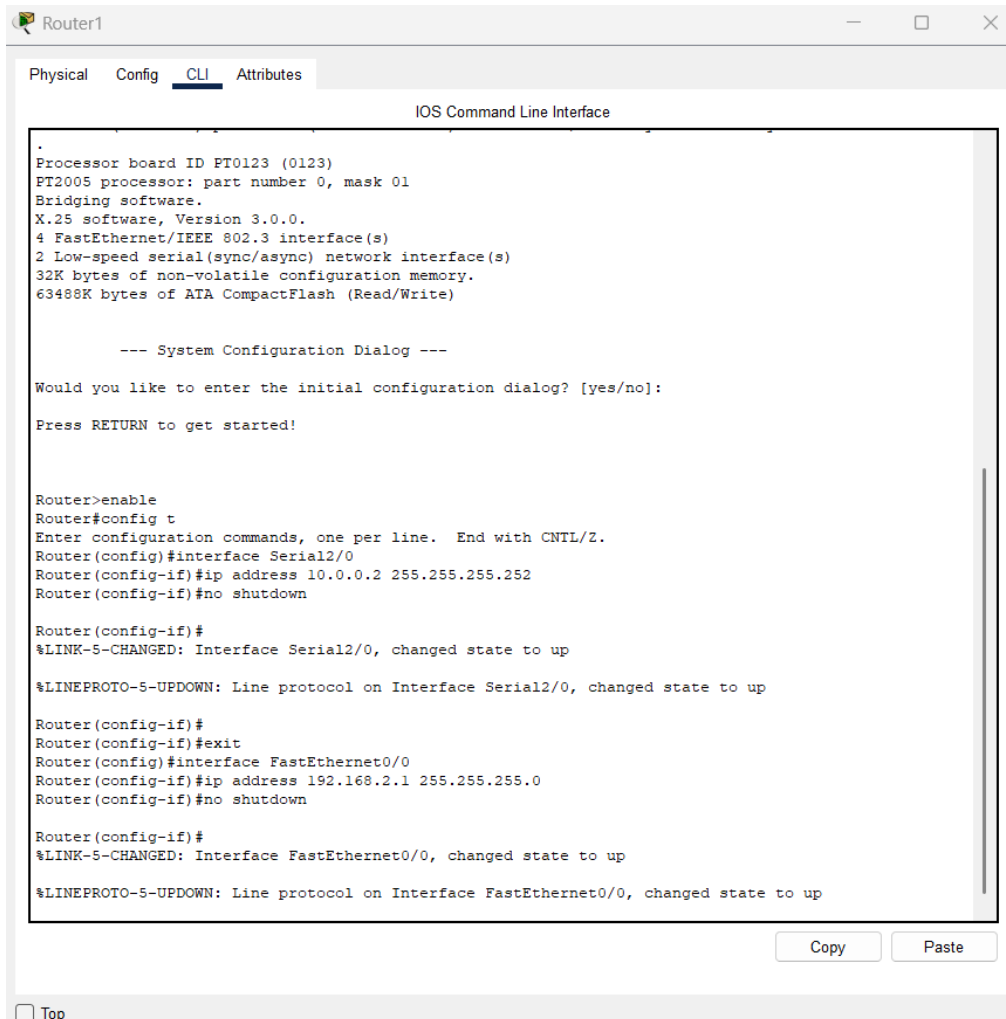 Router1
Physical Config CLI Attributes
IOS Command Line Interface
.
Processor board ID PT0123 (0123)
PT2005 processor: part number 0, mask 01
Bridging software.
X.25 software, Version 3.0.0.
4 FastEthernet/IEEE 802.3 interface(s)
2 Low-speed serial(sync/async) network interface(s)
32K bytes of non-volatile configuration memory.
63488K bytes of ATA CompactFlash (Read/Write)
--- System Configuration Dialog ---
Would you like to enter the initial configuration dialog? [yes/no]:
Press RETURN to get started!
Router>enable
Router#config t
Enter configuration commands, one per line.  End with CNTL/Z.
Router(config)#interface Serial2/0
Router(config-if)#ip address 10.0.0.2 255.255.255.252
Router(config-if)#no shutdown
Router(config-if)#
%LINK-5-CHANGED: Interface Serial2/0, changed state to up
%LINEPROTO-5-UPDOWN: Line protocol on Interface Serial2/0, changed state to up
Router(config-if)#
Router(config-if)#exit
Router(config)#interface FastEthernet0/0
Router(config-if)#ip address 192.168.2.1 255.255.255.0
Router(config-if)#no shutdown
Router(config-if)#
%LINK-5-CHANGED: Interface FastEthernet0/0, changed state to up
%LINEPROTO-5-UPDOWN: Line protocol on Interface FastEthernet0/0, changed state to up
Copy Paste
Top